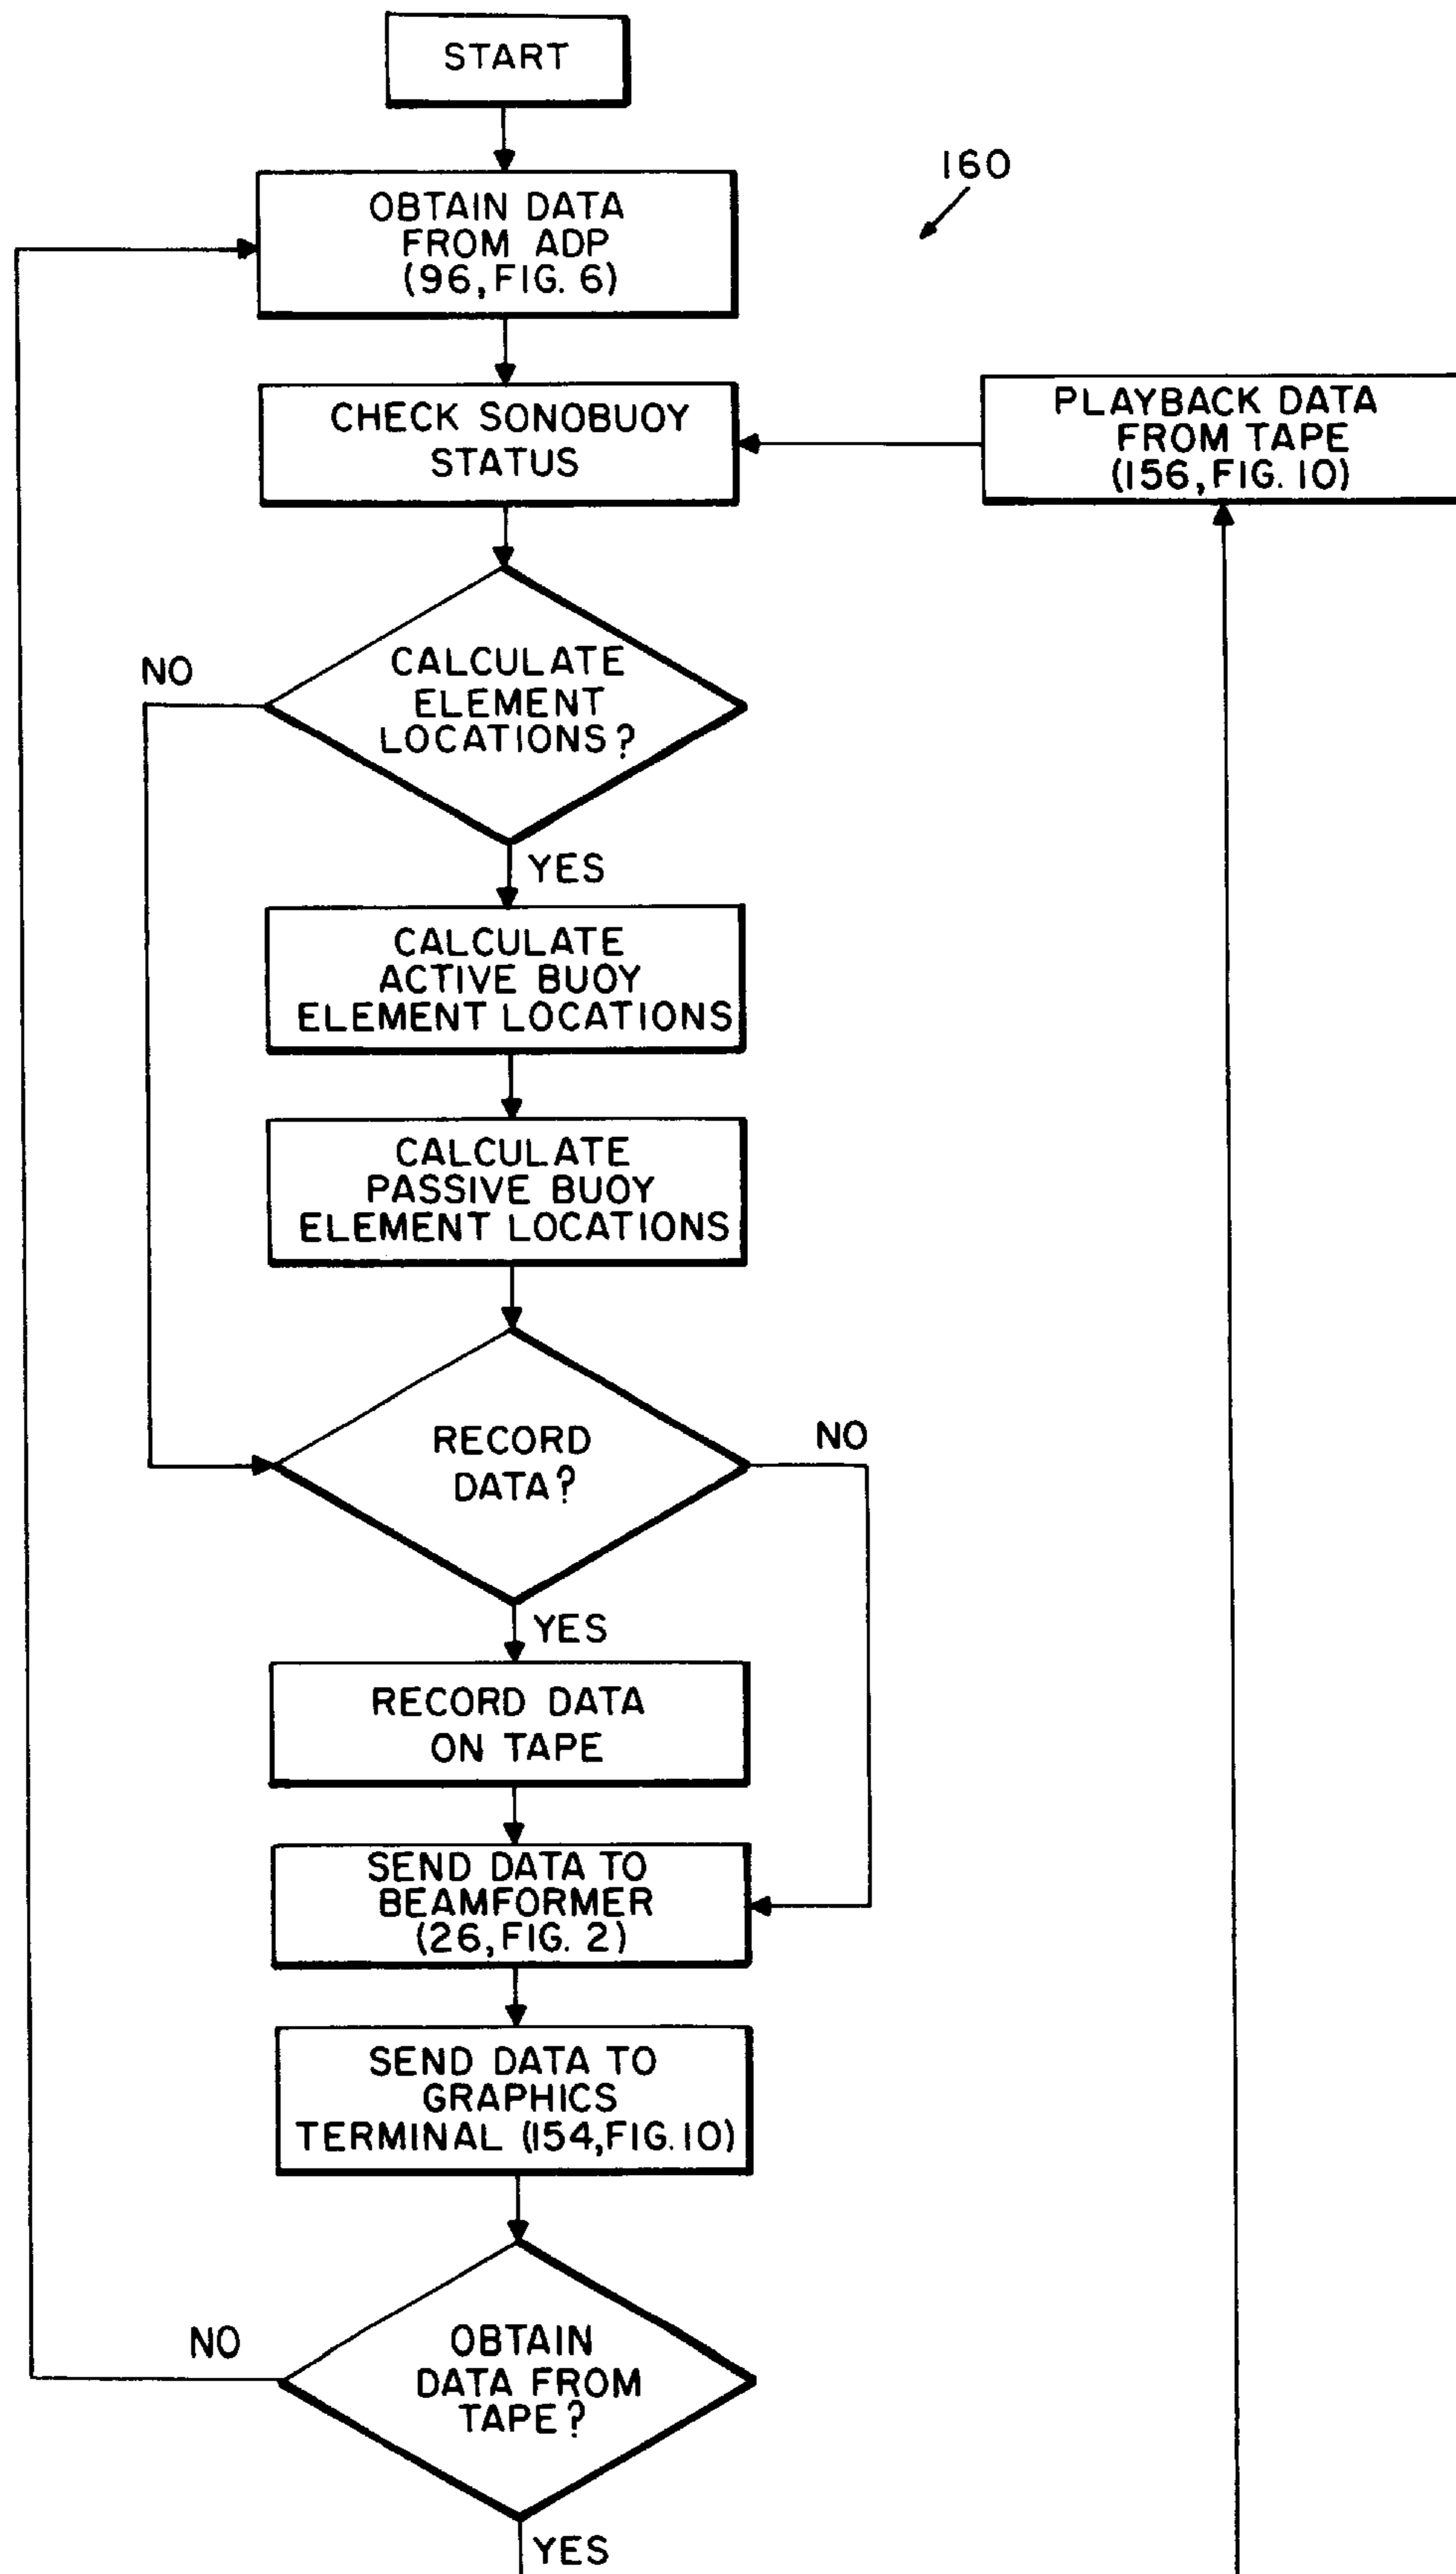 START
160
OBTAIN DATA
FROM ADP
(96, FIG. 6)
CHECK SONOBUOY
STATUS
PLAYBACK DATA
FROM TAPE
(156, FIG. 10)
CALCULATE
ELEMENT
LOCATIONS?
NO
YES
CALCULATE
ACTIVE BUOY
ELEMENT LOCATIONS
CALCULATE
PASSIVE BUOY
ELEMENT LOCATIONS
RECORD
DATA?
NO
YES
RECORD DATA
ON TAPE
SEND DATA TO
BEAMFORMER
(26, FIG. 2)
SEND DATA TO
GRAPHICS
TERMINAL (154, FIG. 10)
NO
OBTAIN
DATA FROM
TAPE?
YES